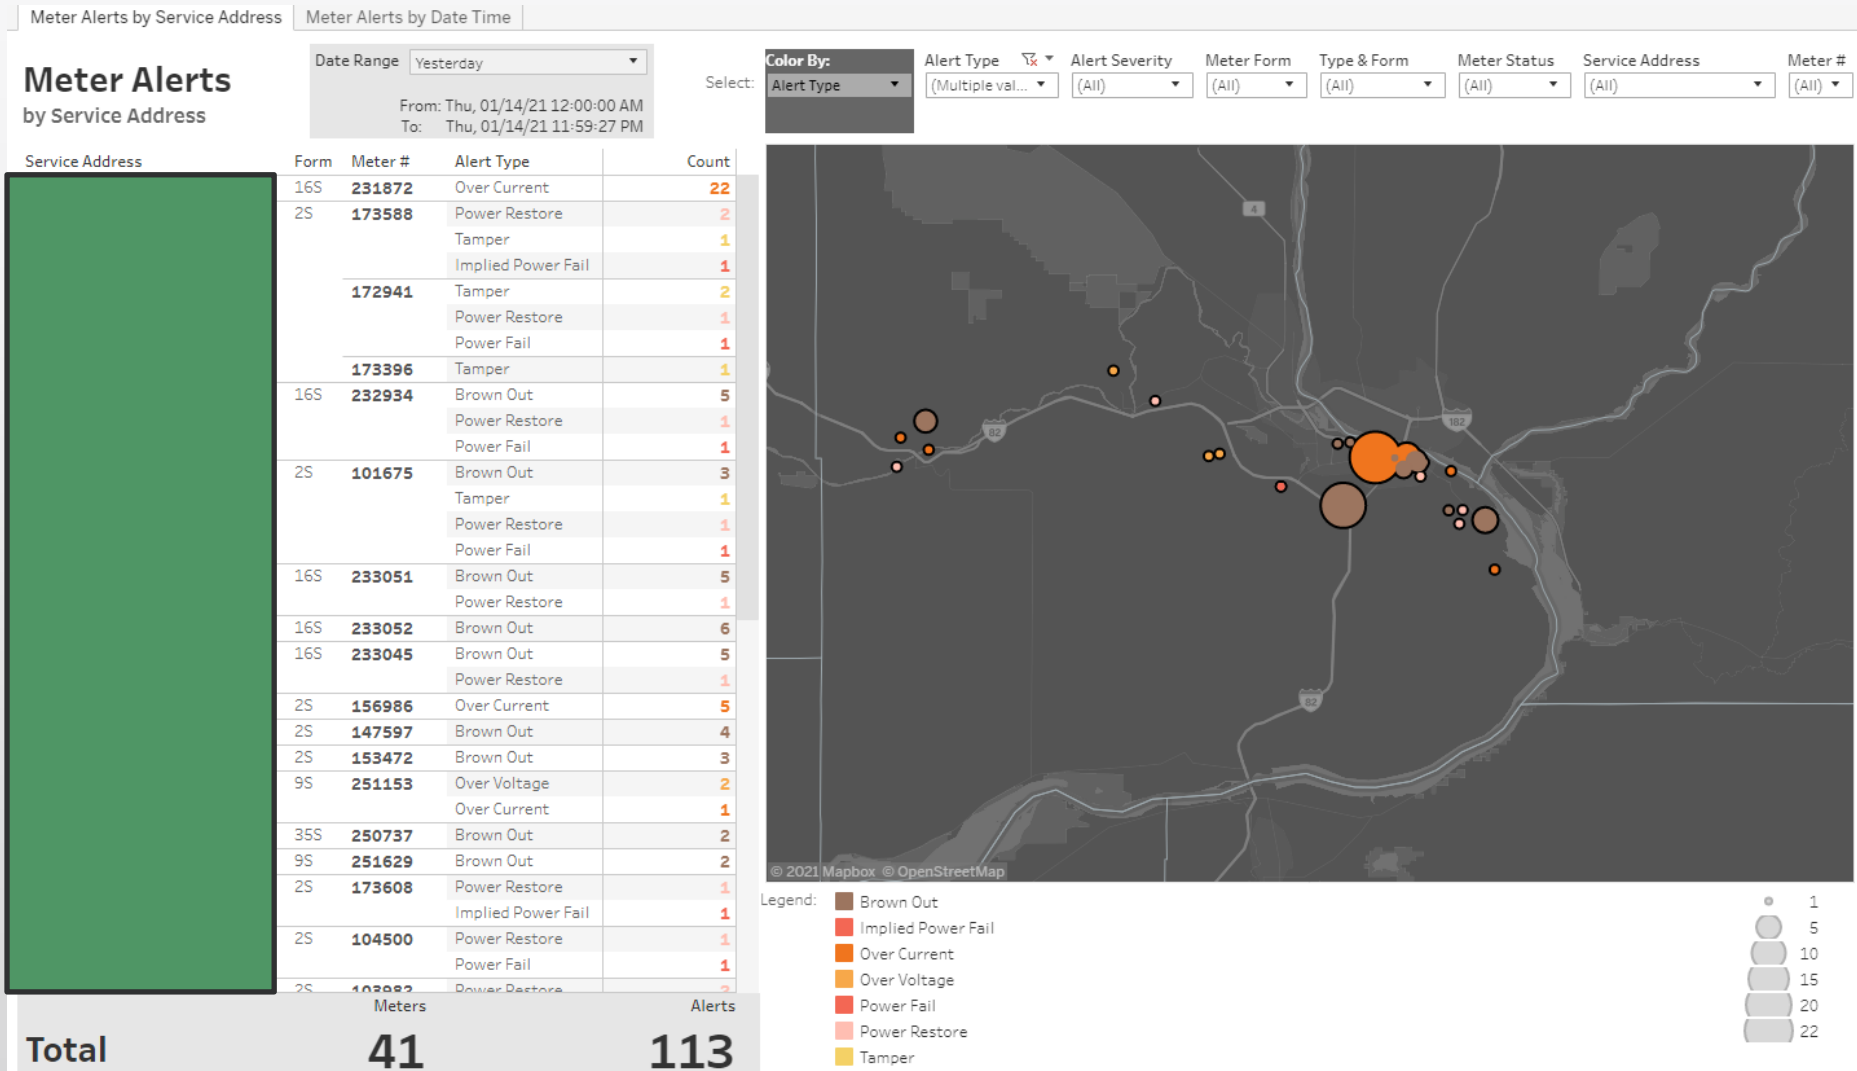 Meter Alerts by Service Address
Meter Alerts by Date Time
Meter Alerts
by Service Address
Date Range Yesterday
From: Thu, 01/14/21 12:00:00 AM
To: Thu, 01/14/21 11:59:27 PM
Select:
Color By:
Alert Type
Alert Type
(Multiple val...
Alert Severity
(All)
Meter Form
(All)
Type & Form
(All)
Meter Status
(All)
Service Address
(All)
Meter #
(All)
Service Address Form Meter # Alert Type Count
16S 231872 Over Current 22
2S 173588 Power Restore 2
Tamper 1
Implied Power Fail 1
172941 Tamper 2
Power Restore 1
Power Fail 1
173396 Tamper 1
16S 232934 Brown Out 5
Power Restore 1
Power Fail 1
2S 101675 Brown Out 3
Tamper 1
Power Restore 1
Power Fail 1
16S 233051 Brown Out 5
Power Restore 1
16S 233052 Brown Out 6
16S 233045 Brown Out 5
Power Restore 1
2S 156986 Over Current 5
2S 147597 Brown Out 4
2S 153472 Brown Out 3
9S 251153 Over Voltage 2
Over Current 1
35S 250737 Brown Out 2
9S 251629 Brown Out 2
2S 173608 Power Restore 1
Implied Power Fail 1
2S 104500 Power Restore 1
Power Fail 1
2S 103982 Power Restore 2
Meters Alerts
Total 41 113
4
82
182
82
© 2021 Mapbox © OpenStreetMap
Legend:
Brown Out
Implied Power Fail
Over Current
Over Voltage
Power Fail
Power Restore
Tamper
1
5
10
15
20
22